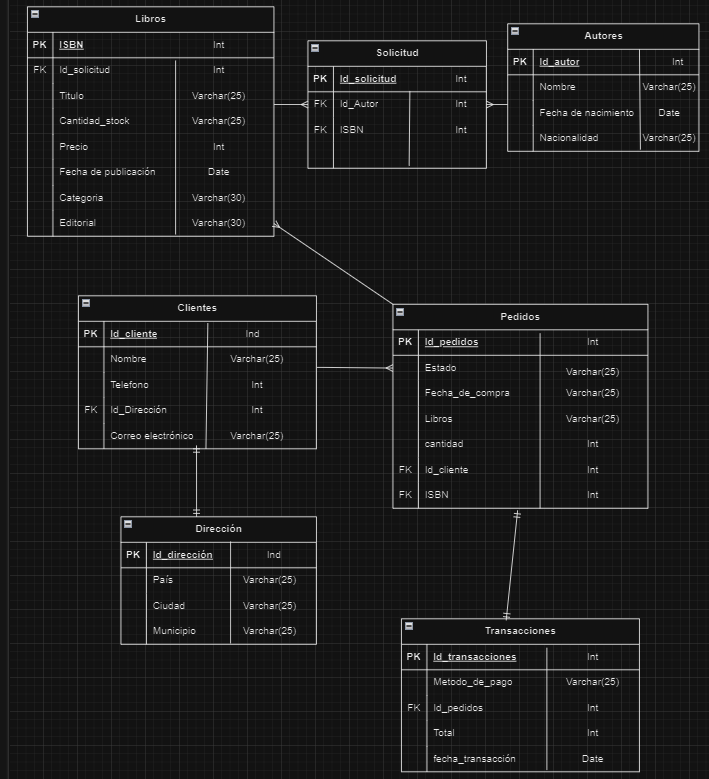 Libros
PK ISBN Int
FK Id_solicitud Int
Titulo Varchar(25)
Cantidad_stock Varchar(25)
Precio Int
Fecha de publicación Date
Categoria Varchar(30)
Editorial Varchar(30)
Solicitud
PK Id_solicitud Int
FK Id_Autor Int
FK ISBN Int
Autores
PK Id_autor Int
Nombre Varchar(25)
Fecha de nacimiento Date
Nacionalidad Varchar(25)
Clientes
PK Id_cliente Ind
Nombre Varchar(25)
Telefono Int
FK Id_Dirección Int
Correo electrónico Varchar(25)
Pedidos
PK Id_pedidos Int
Estado Varchar(25)
Fecha_de_compra Varchar(25)
Libros Varchar(25)
cantidad Int
FK Id_cliente Int
FK ISBN Int
Dirección
PK Id_dirección Ind
País Varchar(25)
Ciudad Varchar(25)
Municipio Varchar(25)
Transacciones
PK Id_transacciones Int
Metodo_de_pago Varchar(25)
FK Id_pedidos Int
Total Int
fecha_transacción Date